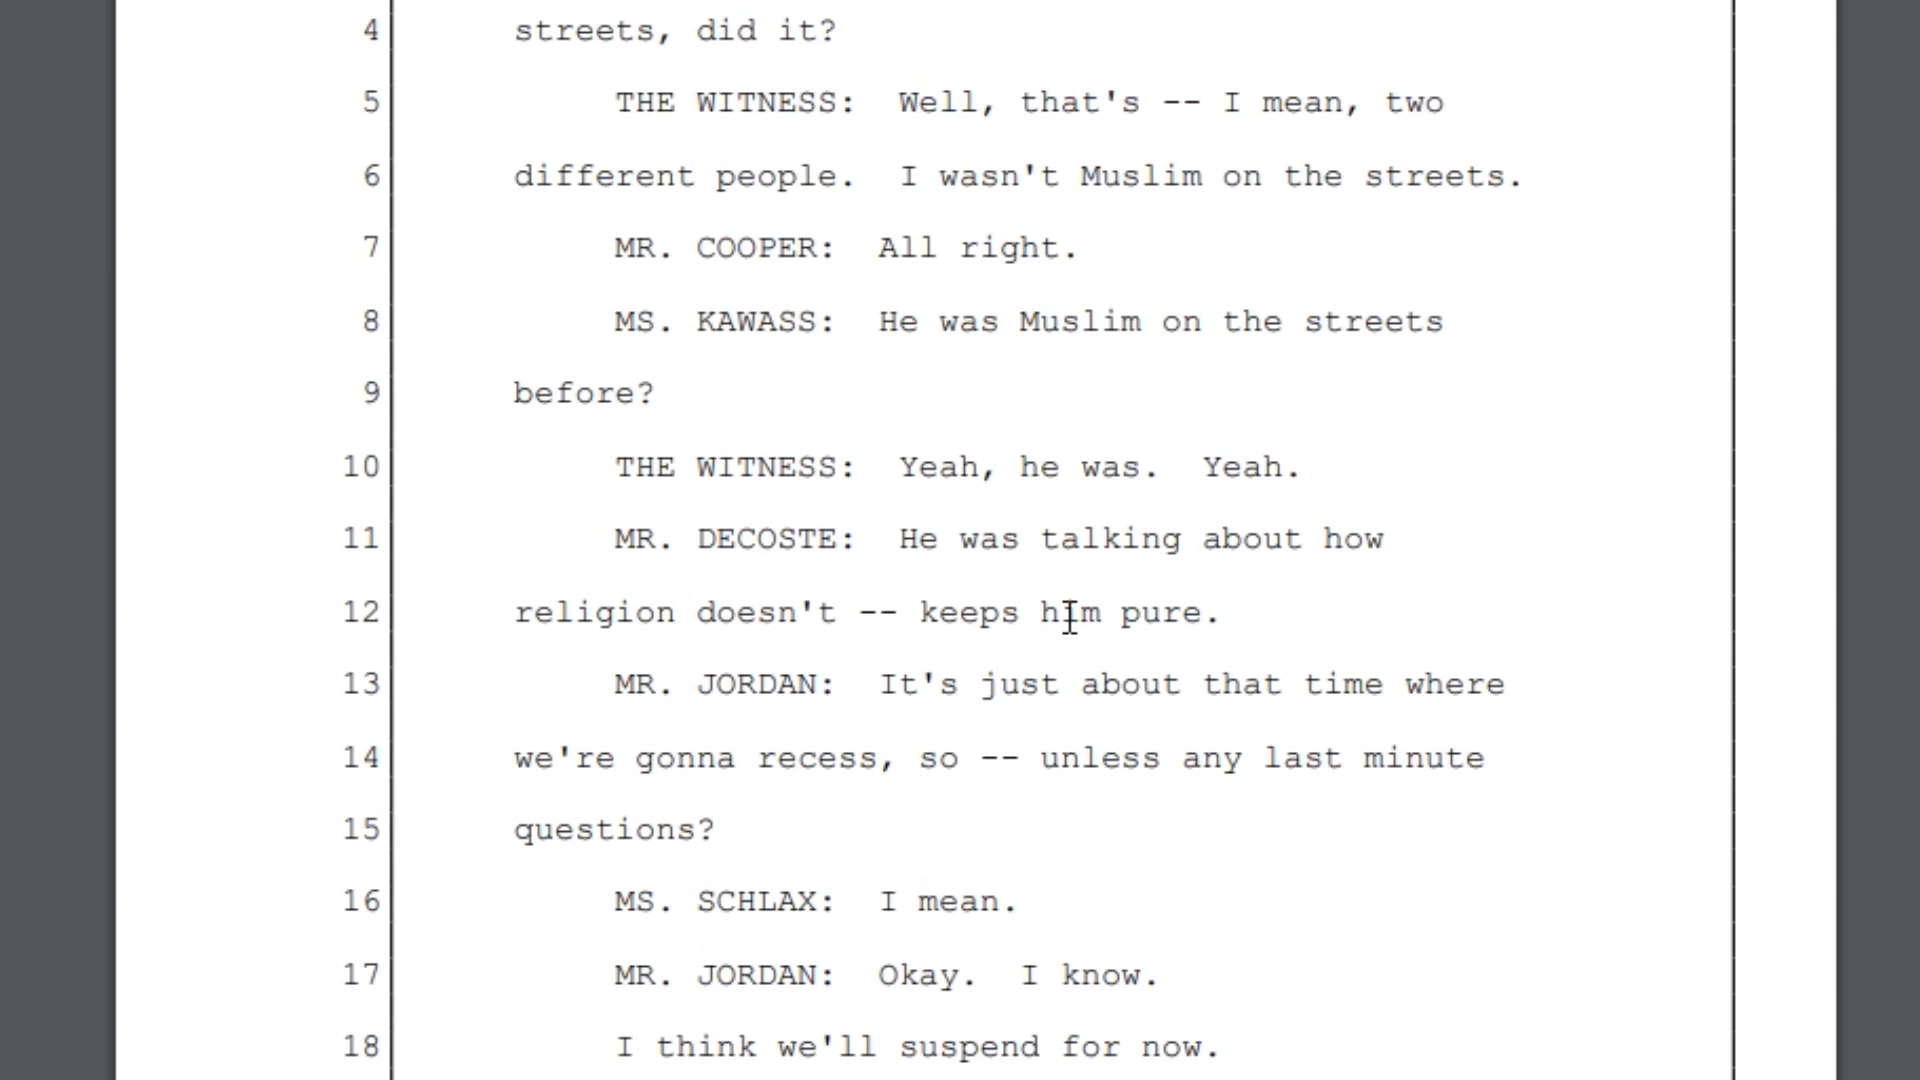 4 streets, did it?
5 THE WITNESS: Well, that's -- I mean, two
6 different people. I wasn't Muslim on the streets.
7 MR. COOPER: All right.
8 MS. KAWASS: He was Muslim on the streets
9 before?
10 THE WITNESS: Yeah, he was. Yeah.
11 MR. DECOSTE: He was talking about how
12 religion doesn't -- keeps him pure.
13 MR. JORDAN: It's just about that time where
14 we're gonna recess, so -- unless any last minute
15 questions?
16 MS. SCHLAX: I mean.
17 MR. JORDAN: Okay. I know.
18 I think we'll suspend for now.